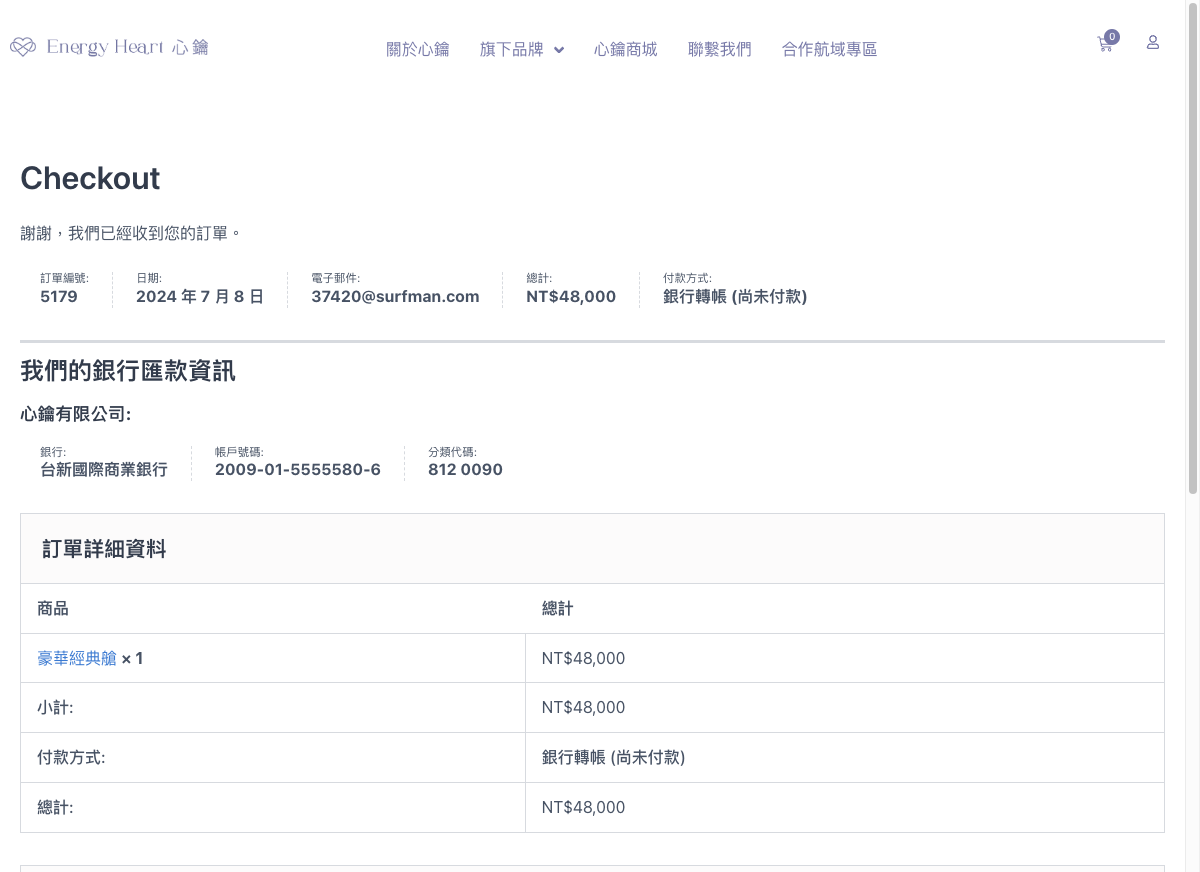 Energy Heart 心鑰
關於心鑰 旗下品牌 心鑰商城 聯繫我們 合作航域專區
0
Checkout
謝謝，我們已經收到您的訂單。
訂單編號: 日期: 電子郵件: 總計: 付款方式:
5179 2024 年 7 月 8 日 37420@surfman.com NT$48,000 銀行轉帳 (尚未付款)
我們的銀行匯款資訊
心鑰有限公司:
銀行: 帳戶號碼: 分類代碼:
台新國際商業銀行 2009-01-5555580-6 812 0090
訂單詳細資料
商品 總計
豪華經典艙 × 1 NT$48,000
小計: NT$48,000
付款方式: 銀行轉帳 (尚未付款)
總計: NT$48,000